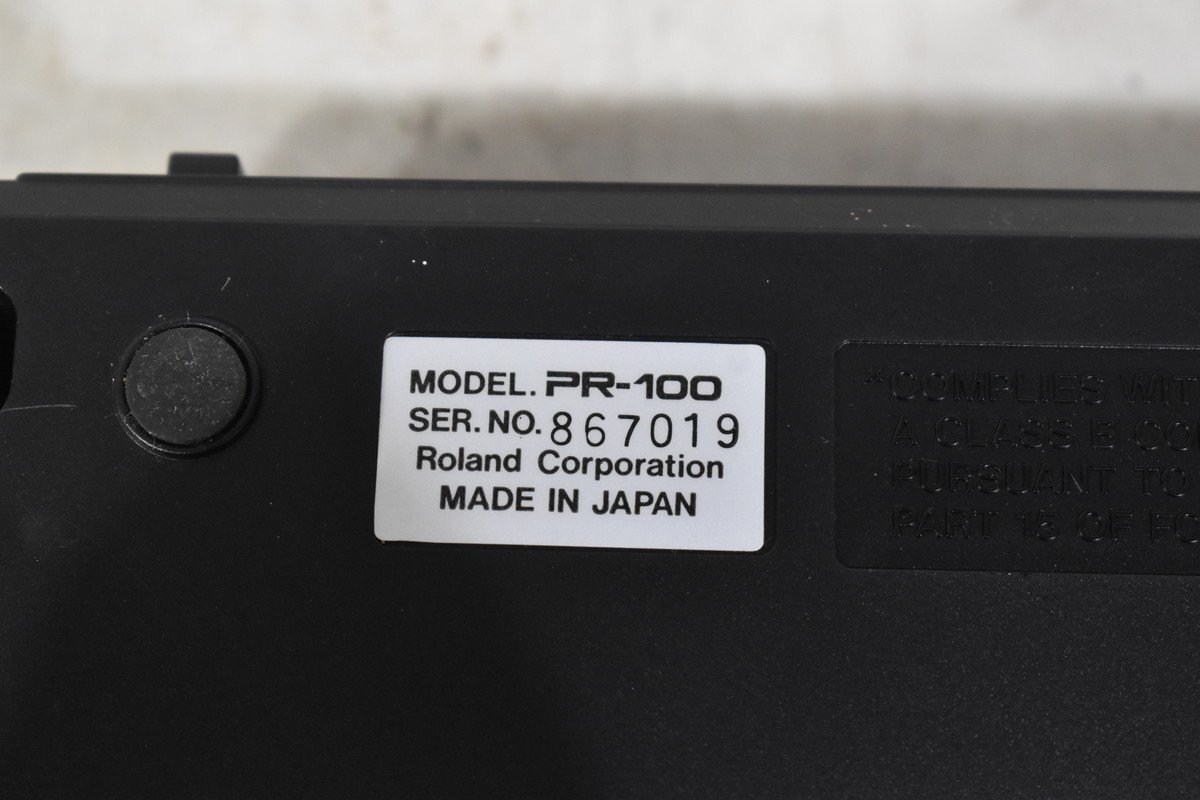 MODEL. PR-100
SER. NO. 867019
Roland Corporation
MADE IN JAPAN
"COMPLIES WIT
A CLASS B CO
PURSUANT TO
PART 15 OF FC